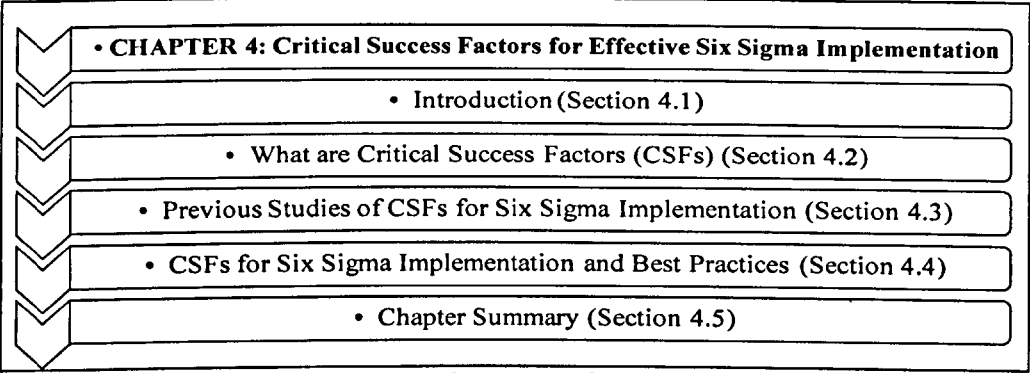 • CHAPTER 4: Critical Success Factors for Effective Six Sigma Implementation
• Introduction (Section 4.1)
• What are Critical Success Factors (CSFs) (Section 4.2)
• Previous Studies of CSFs for Six Sigma Implementation (Section 4.3)
• CSFs for Six Sigma Implementation and Best Practices (Section 4.4)
• Chapter Summary (Section 4.5)